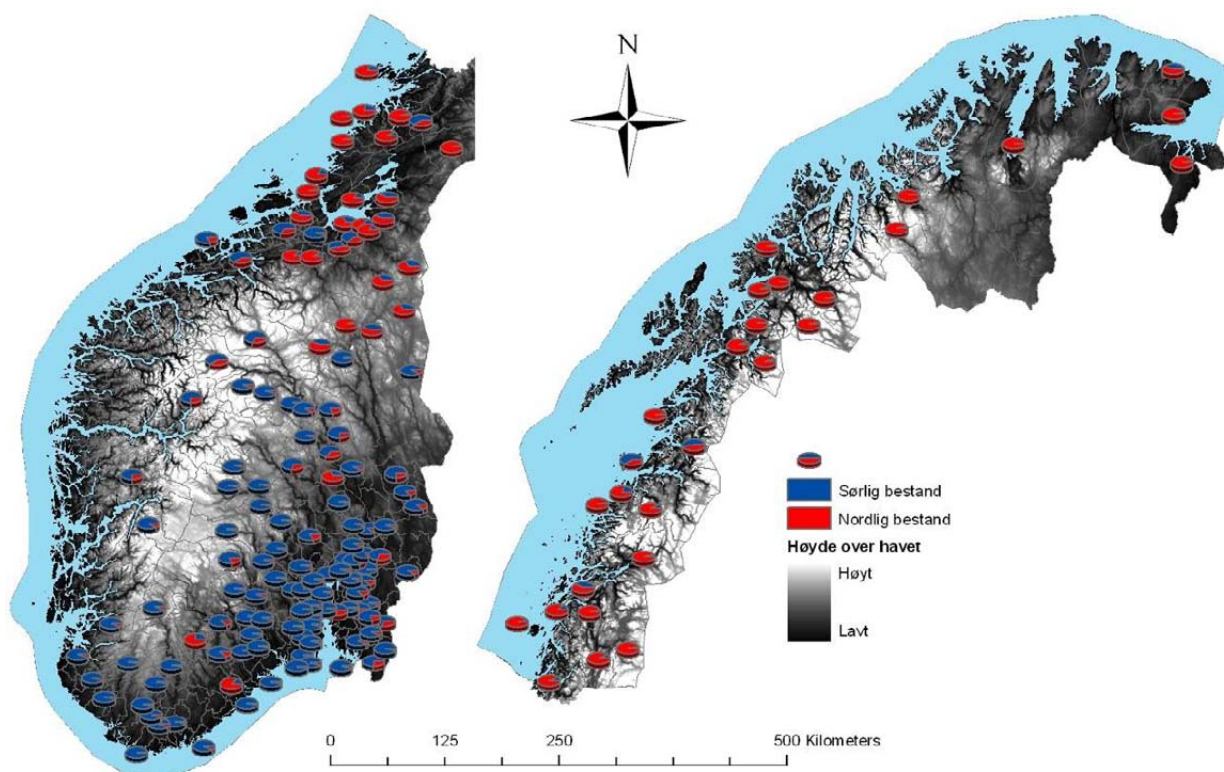 N
Sørlig bestand
Nordlig bestand
Høyde over havet
Høyt
Lavt
0 125 250 500 Kilometers